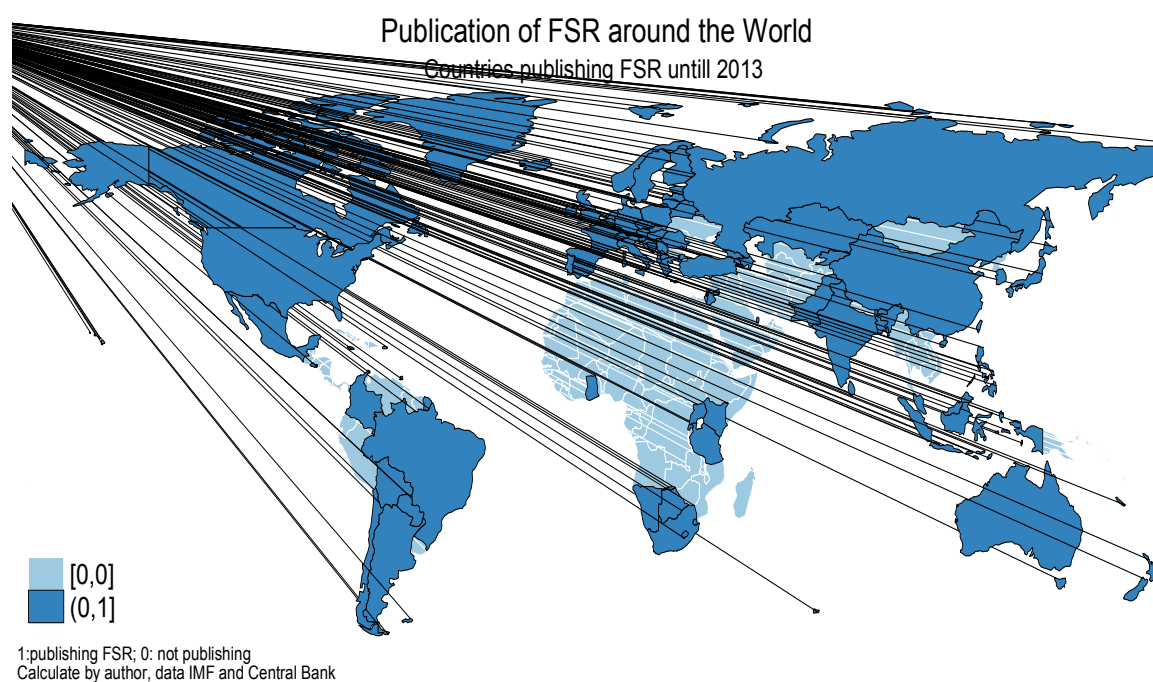 Publication of FSR around the World
Countries publishing FSR untill 2013
[0,0]
(0,1]
1:publishing FSR; 0: not publishing
Calculate by author, data IMF and Central Bank